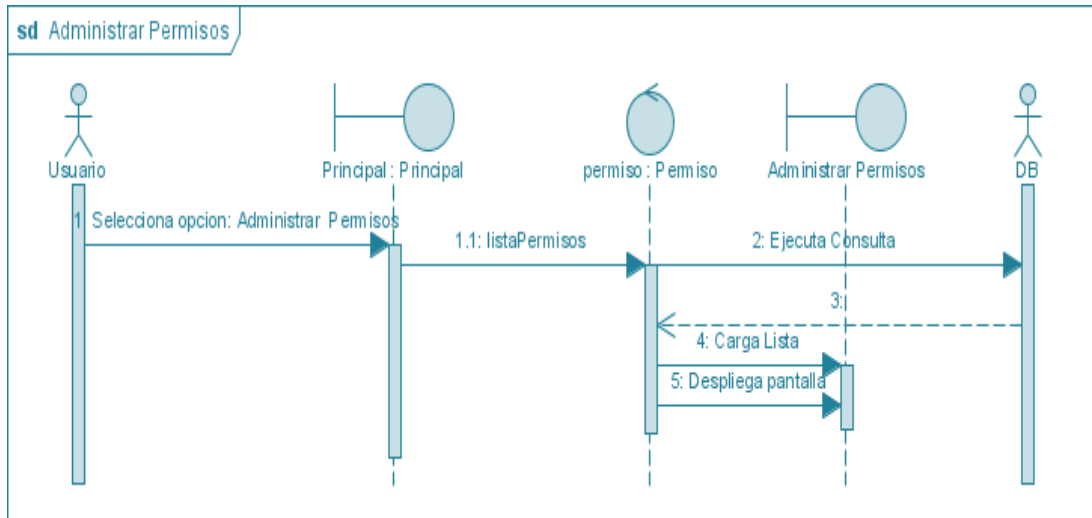 sd Administrar Permisos
Usuario
Principal : Principal
permiso : Permiso
Administrar Permisos
DB
1 Selecciona opcion: Administrar Permisos
1.1: listaPermisos
2: Ejecuta Consulta
3:
4: Carga Lista
5: Despliega pantalla